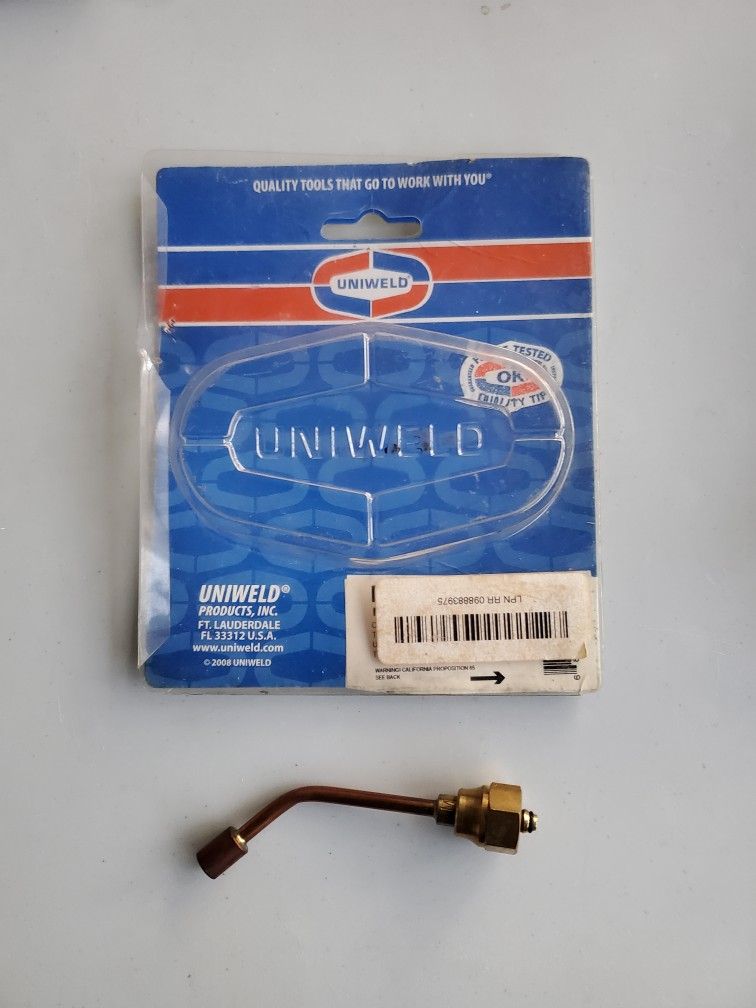 QUALITY TOOLS THAT GO TO WORK WITH YOU®
UNIWELD®
TESTED
OK
QUALITY TIP
UNIWELD
UNIWELD®
PRODUCTS, INC.
FT. LAUDERDALE
FL 33312 U.S.A.
www.uniweld.com
© 2008 UNIWELD
LPN RR 098883975
WARNING! CALIFORNIA PROPOSITION 65
SEE BACK